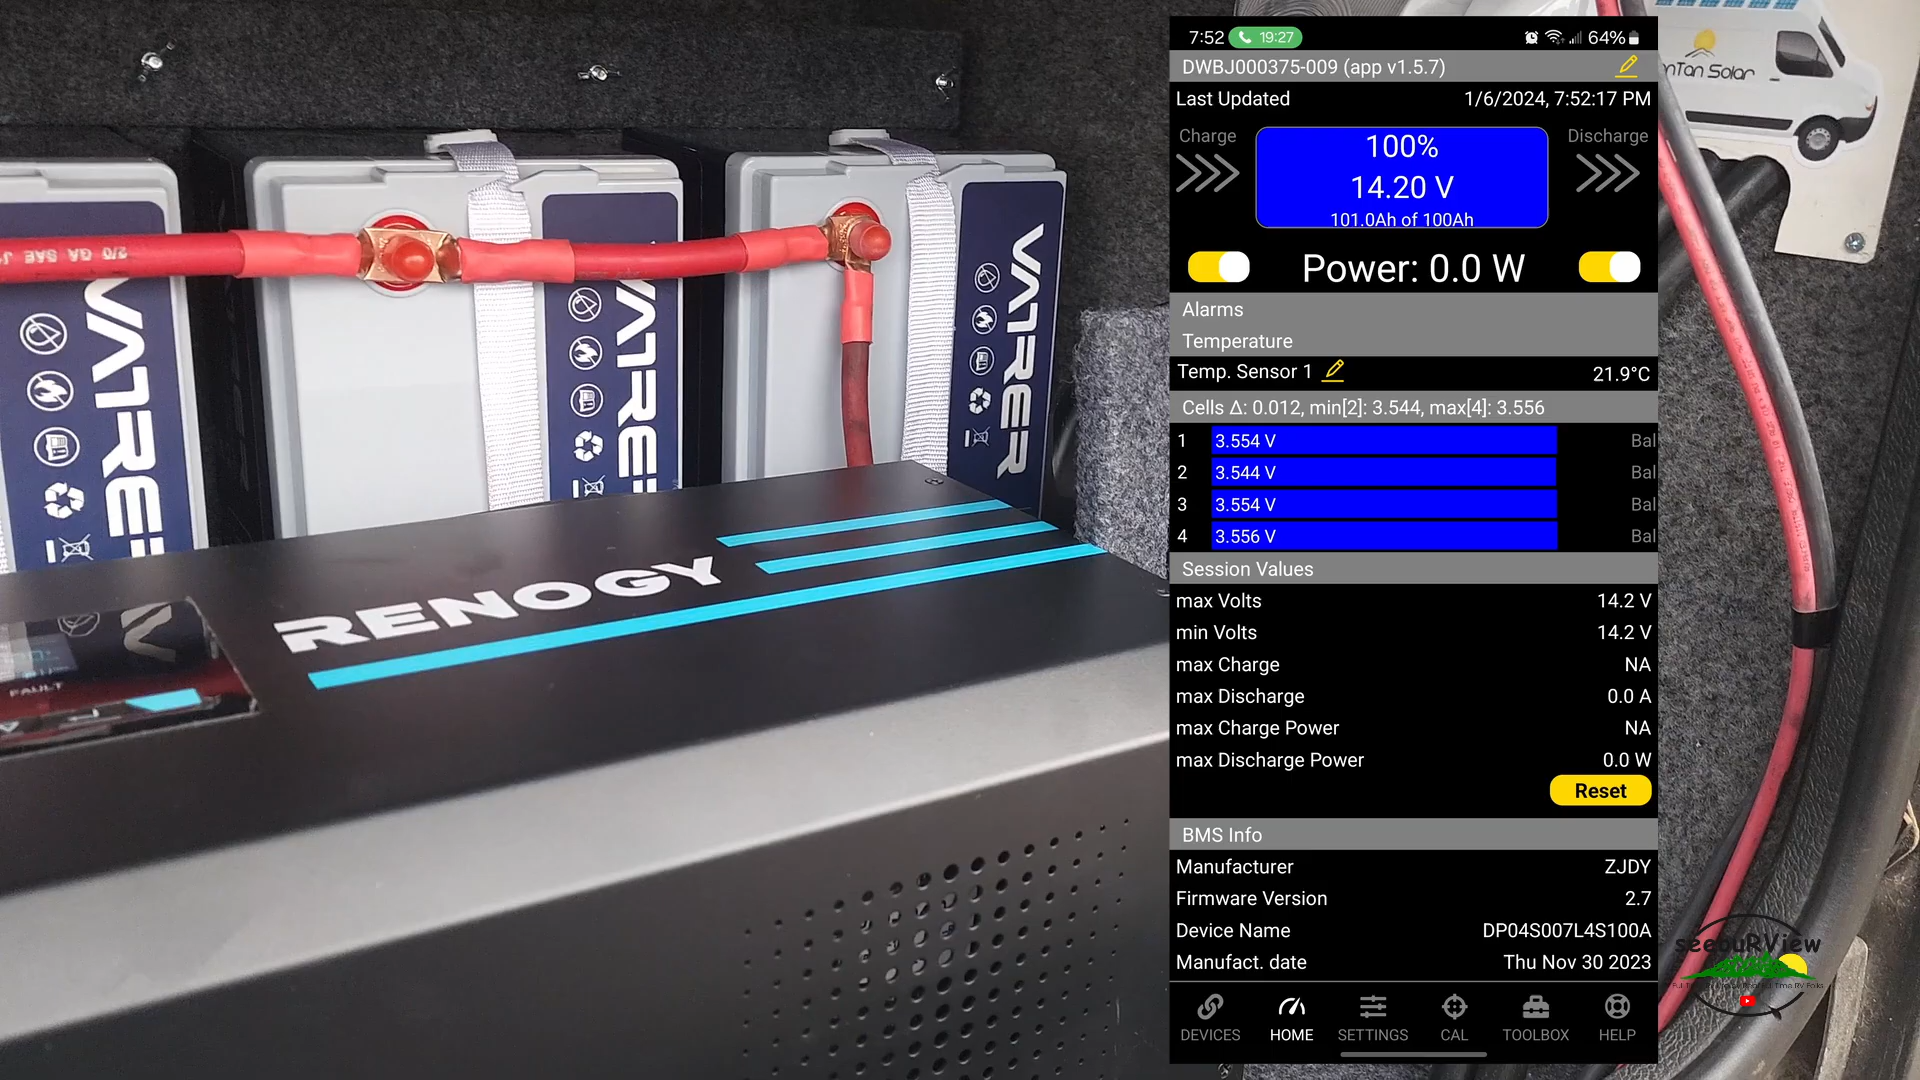 7:52 19:27 64%
DWBJ000375-009 (app v1.5.7)
Last Updated 1/6/2024, 7:52:17 PM
Charge 100% Discharge
14.20 V
101.0Ah of 100Ah
Power: 0.0 W
Alarms
Temperature
Temp. Sensor 1 21.9°C
Cells Δ: 0.012, min[2]: 3.544, max[4]: 3.556
1 3.554 V Bal
2 3.544 V Bal
3 3.554 V Bal
4 3.556 V Bal
Session Values
max Volts 14.2 V
min Volts 14.2 V
max Charge NA
max Discharge 0.0 A
max Charge Power NA
max Discharge Power 0.0 W
Reset
BMS Info
Manufacturer ZJDY
Firmware Version 2.7
Device Name DP04S007L4S100A
Manufact. date Thu Nov 30 2023
DEVICES HOME SETTINGS CAL TOOLBOX HELP
2/0 GA SAE
VATRER
VATRER
VATRER
RENOGY
FAULT
Solar
seeouRView